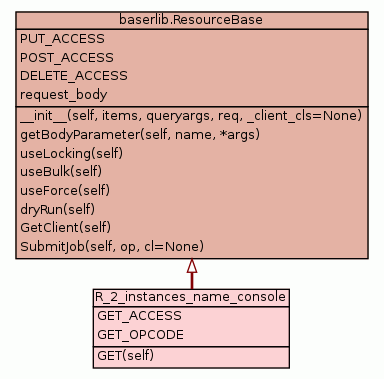 baserlib.ResourceBase
PUT_ACCESS
POST_ACCESS
DELETE_ACCESS
request_body
__init__(self, items, queryargs, req, _client_cls=None)
getBodyParameter(self, name, *args)
useLocking(self)
useBulk(self)
useForce(self)
dryRun(self)
GetClient(self)
SubmitJob(self, op, cl=None)
R_2_instances_name_console
GET_ACCESS
GET_OPCODE
GET(self)